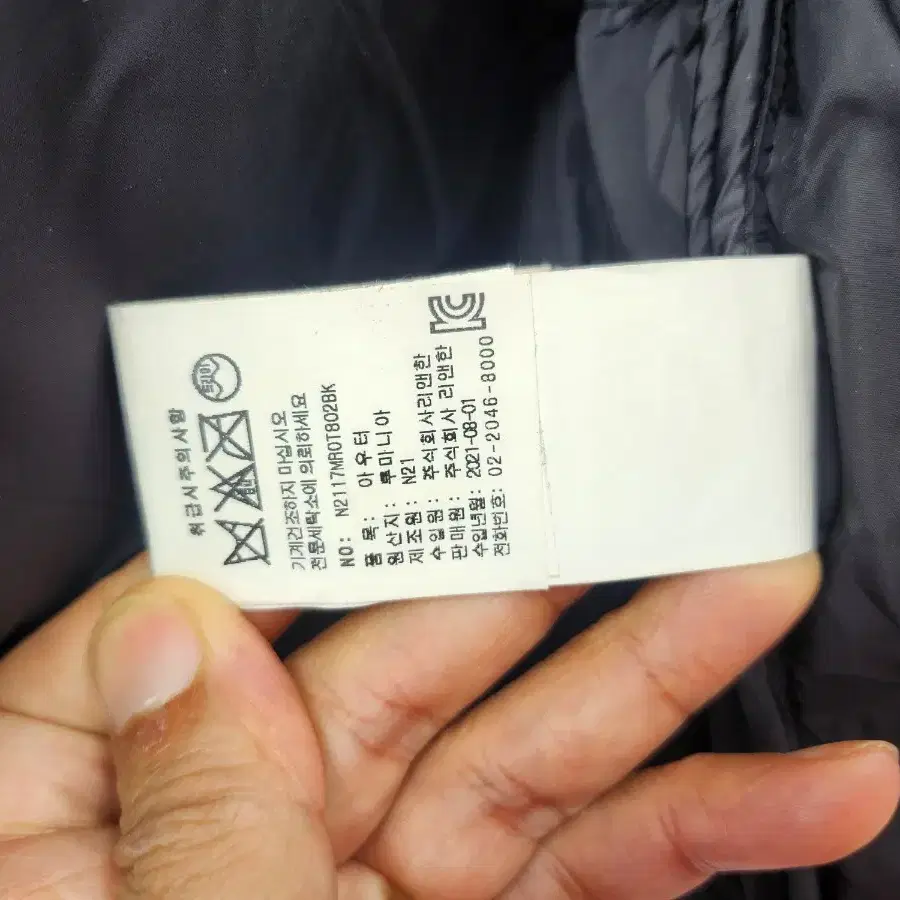 취급시주의사항
드라이
기계건조하지 마십시오
전문세탁소에 의뢰하세요
NO: N2117MROT802BK
품 목: 아우터
원산지: 루마니아
제조원: N21
수입원: 주식회사리앤한
판매원: 주식회사 리앤한
수입년월: 2021-08-01
전화번호: 02-2046-8000